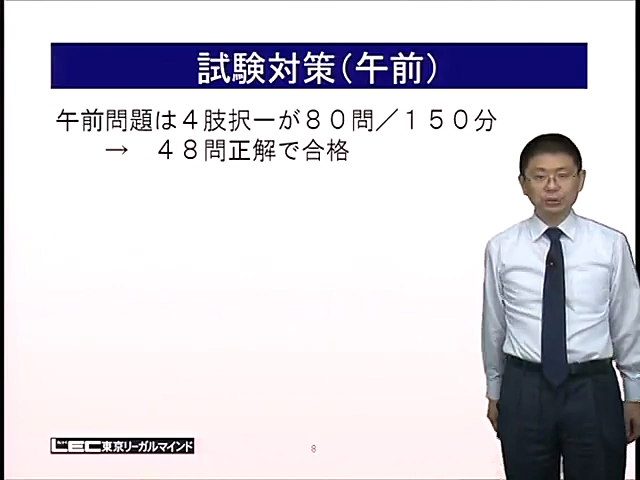 試験対策(午前)
午前問題は4肢択一が80問/150分
→ 48問正解で合格
LEC東京リーガルマインド
8